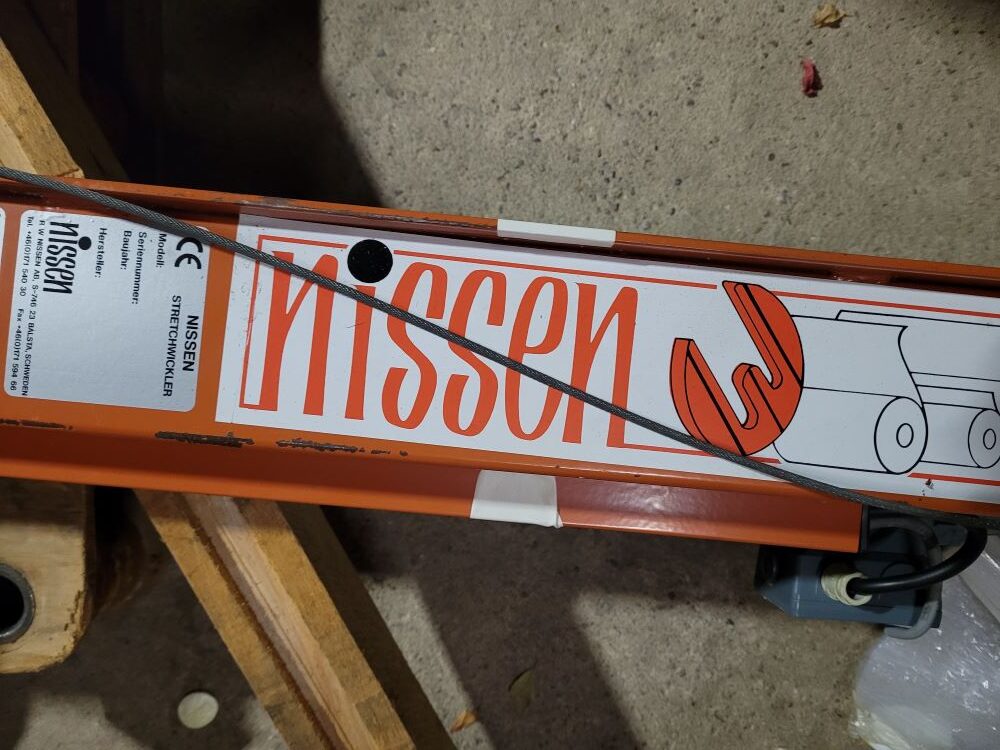 CE
Modell: NISSEN
STRETCHWICKLER
Seriennummer:
Baujahr:
Hersteller:
nissen
R W NISSEN AB, S-746 23 BÅLSTA, SCHWEDEN
Tel. +46(0)171 540 30 Fax +46(0)171 594 66
nissen